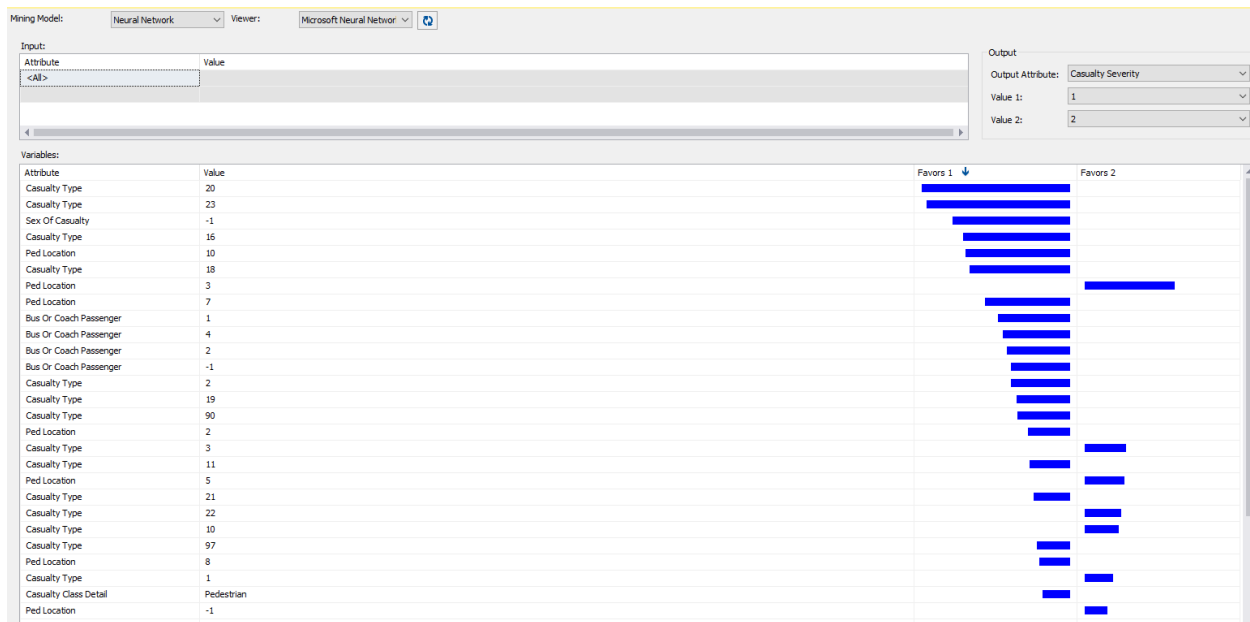 Mining Model: Neural Network Viewer: Microsoft Neural Networ
Input:
Attribute Value
<All>
Output
Output Attribute: Casualty Severity
Value 1: 1
Value 2: 2
Variables:
Attribute Value Favors 1 Favors 2
Casualty Type 20
Casualty Type 23
Sex Of Casualty -1
Casualty Type 16
Ped Location 10
Casualty Type 18
Ped Location 3
Ped Location 7
Bus Or Coach Passenger 1
Bus Or Coach Passenger 4
Bus Or Coach Passenger 2
Bus Or Coach Passenger -1
Casualty Type 2
Casualty Type 19
Casualty Type 90
Ped Location 2
Casualty Type 3
Casualty Type 11
Ped Location 5
Casualty Type 21
Casualty Type 22
Casualty Type 10
Casualty Type 97
Ped Location 8
Casualty Type 1
Casualty Class Detail Pedestrian
Ped Location -1